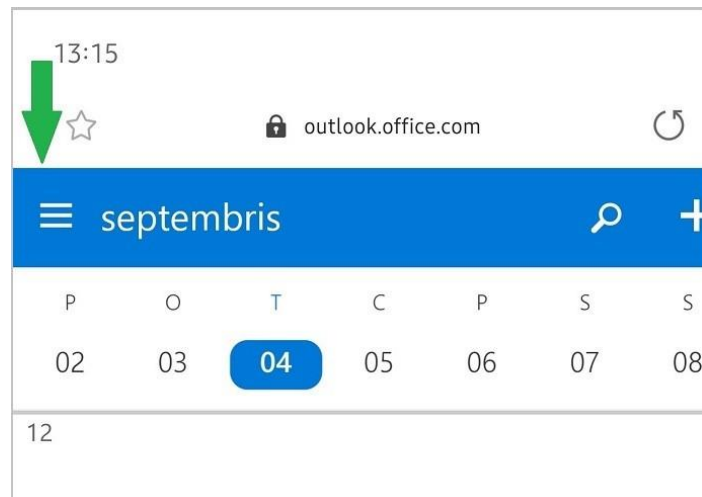 13:15
outlook.office.com
septembris
P O T C P S S
02 03 04 05 06 07 08
12